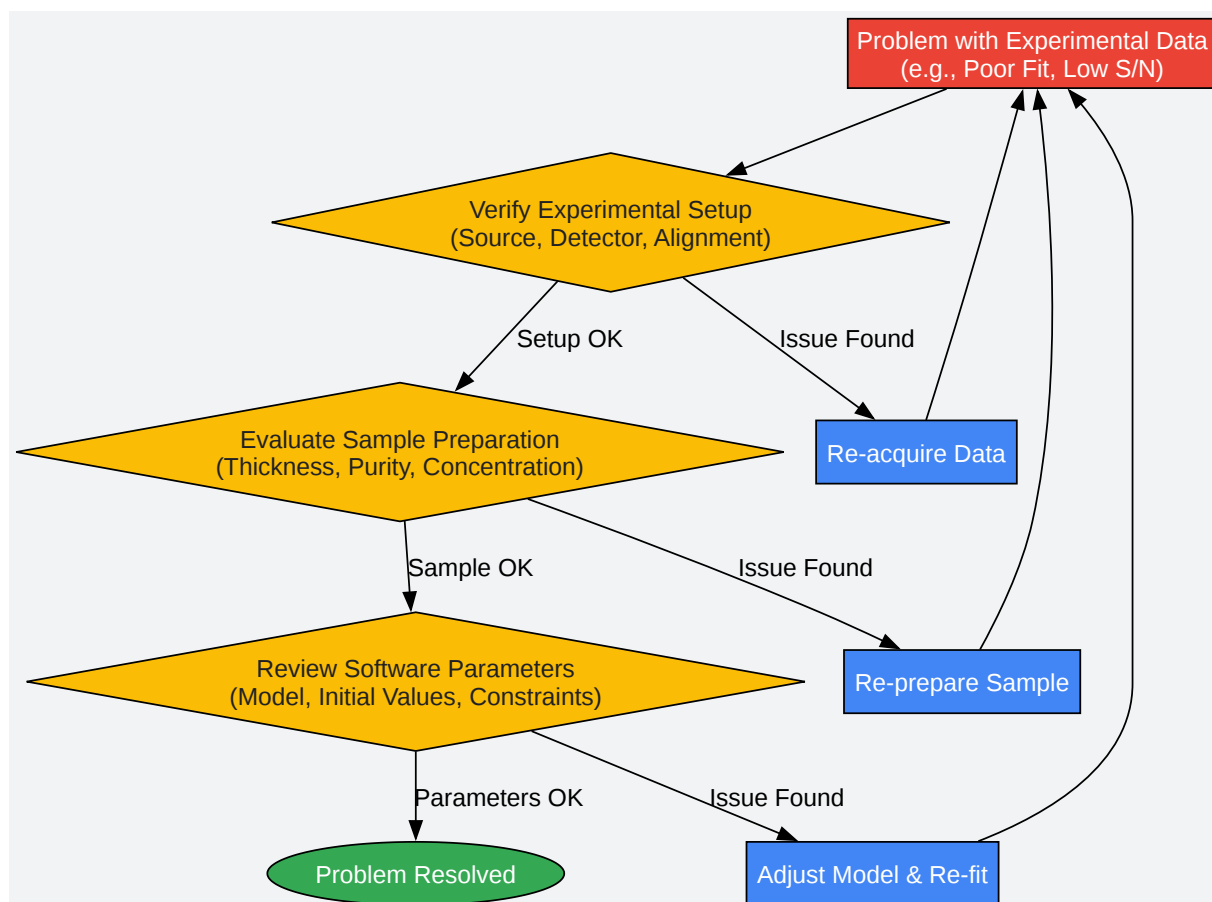 Problem with Experimental Data
(e.g., Poor Fit, Low S/N)
Verify Experimental Setup
(Source, Detector, Alignment)
Setup OK
Issue Found
Evaluate Sample Preparation
(Thickness, Purity, Concentration)
Re-acquire Data
Sample OK
Issue Found
Review Software Parameters
(Model, Initial Values, Constraints)
Re-prepare Sample
Parameters OK
Issue Found
Problem Resolved
Adjust Model & Re-fit